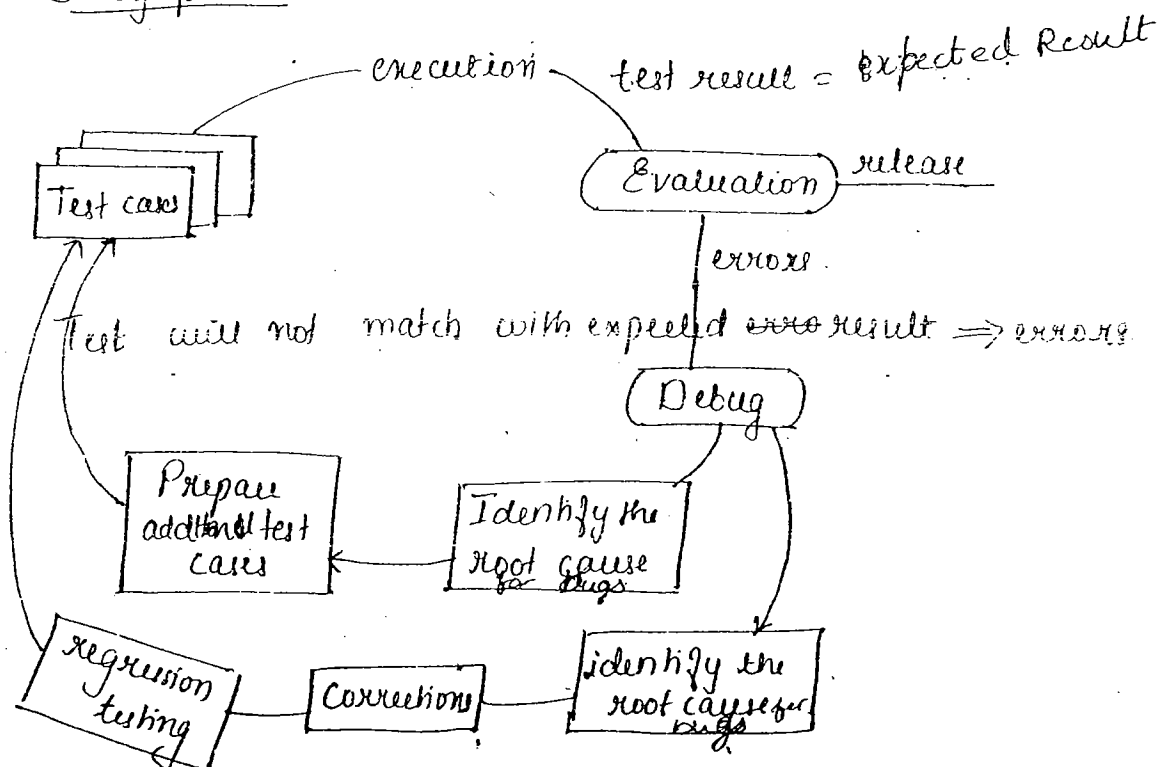 execution
test result = expected Result
Test cases
Evaluation
release
errors.
Test will not match with expected erro result ⇒ errors
Debug
Prepare
additional test
cases
Identify the
root cause
for bugs
regression
testing
Corrections
identify the
root cause for
bugs